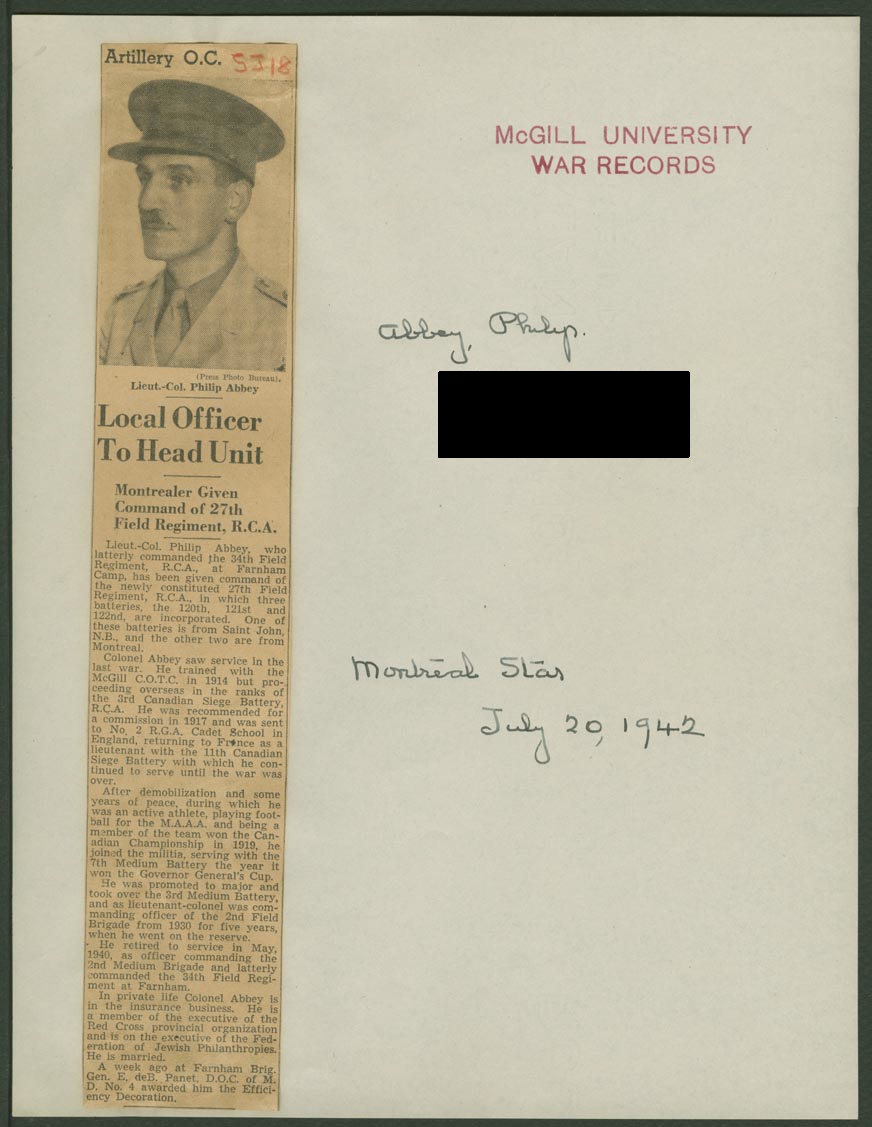 Artillery O.C. SJ18
(Press Photo Bureau).
Lieut.-Col. Philip Abbey
Local Officer
To Head Unit
Montrealer Given
Command of 27th
Field Regiment, R.C.A.
Lieut.-Col. Philip Abbey, who
latterly commanded the 34th Field
Regiment, R.C.A., at Farnham
Camp, has been given command of
the newly constituted 27th Field
Regiment, R.C.A., in which three
batteries, the 120th, 121st and
122nd, are incorporated. One of
these batteries is from Saint John,
N.B., and the other two are from
Montreal.
Colonel Abbey saw service in the
last war. He trained with the
McGill C.O.T.C. in 1914 but pro-
ceeding overseas in the ranks of
the 3rd Canadian Siege Battery,
R.C.A. He was recommended for
a commission in 1917 and was sent
to No. 2 R.G.A. Cadet School in
England, returning to France as a
lieutenant with the 11th Canadian
Siege Battery with which he con-
tinued to serve until the war was
over.
After demobilization and some
years of peace, during which he
was an active athlete, playing foot-
ball for the M.A.A.A. and being a
member of the team won the Can-
adian Championship in 1919, he
joined the militia, serving with the
7th Medium Battery the year it
won the Governor General's Cup.
He was promoted to major and
took over the 3rd Medium Battery,
and as lieutenant-colonel was com-
manding officer of the 2nd Field
Brigade from 1930 for five years,
when he went on the reserve.
He retired to service in May,
1940, as officer commanding the
2nd Medium Brigade and latterly
commanded the 34th Field Regi-
ment at Farnham.
In private life Colonel Abbey is
in the insurance business. He is
a member of the executive of the
Red Cross provincial organization
and is on the executive of the Fed-
eration of Jewish Philanthropies.
He is married.
A week ago at Farnham Brig.
Gen. E. deB. Panet, D.O.C. of M.
D. No. 4 awarded him the Effici-
ency Decoration.
McGILL UNIVERSITY
WAR RECORDS
Abbey, Philip.
Montreal Star
July 20, 1942